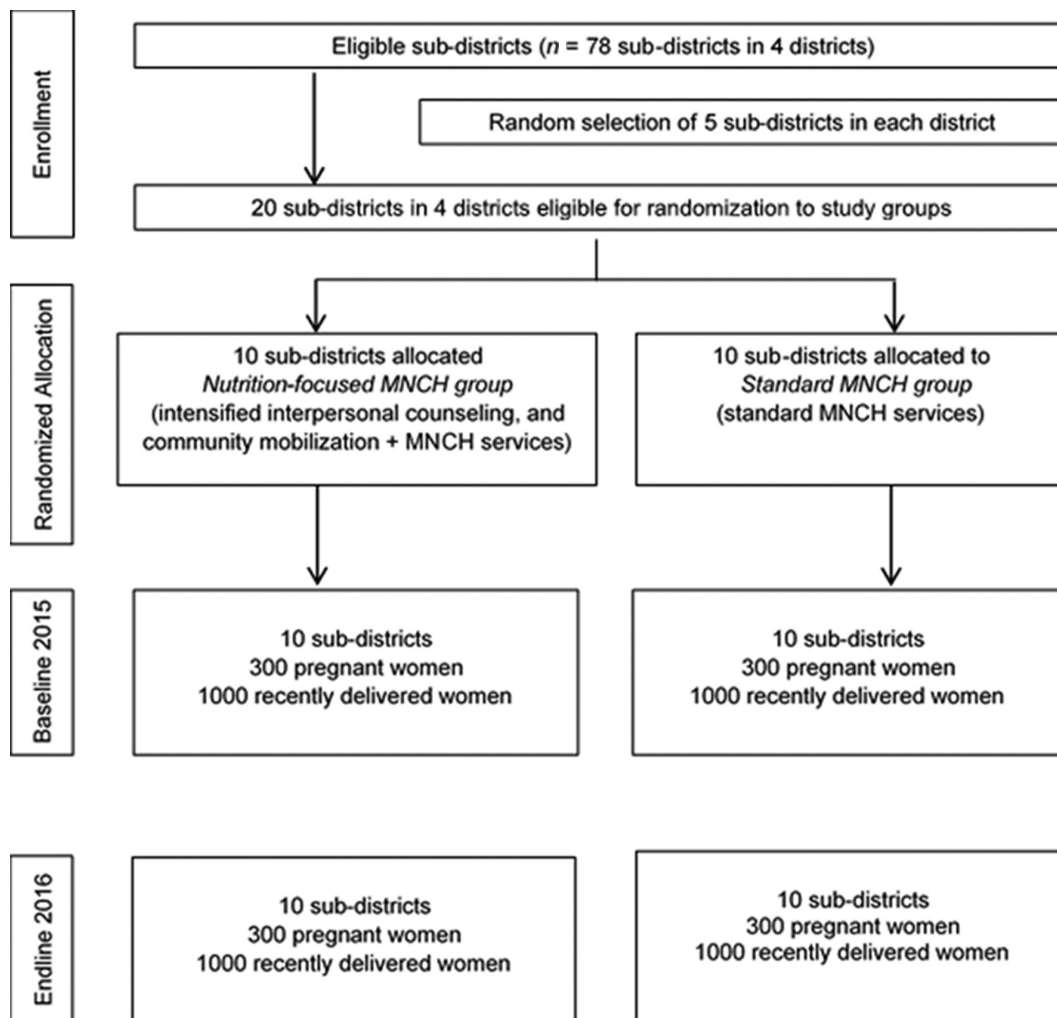 Enrollment
Eligible sub-districts (n = 78 sub-districts in 4 districts)
Random selection of 5 sub-districts in each district
20 sub-districts in 4 districts eligible for randomization to study groups
Randomized Allocation
10 sub-districts allocated
Nutrition-focused MNCH group
(intensified interpersonal counseling, and
community mobilization + MNCH services)
10 sub-districts allocated to
Standard MNCH group
(standard MNCH services)
Baseline 2015
10 sub-districts
300 pregnant women
1000 recently delivered women
10 sub-districts
300 pregnant women
1000 recently delivered women
Endline 2016
10 sub-districts
300 pregnant women
1000 recently delivered women
10 sub-districts
300 pregnant women
1000 recently delivered women